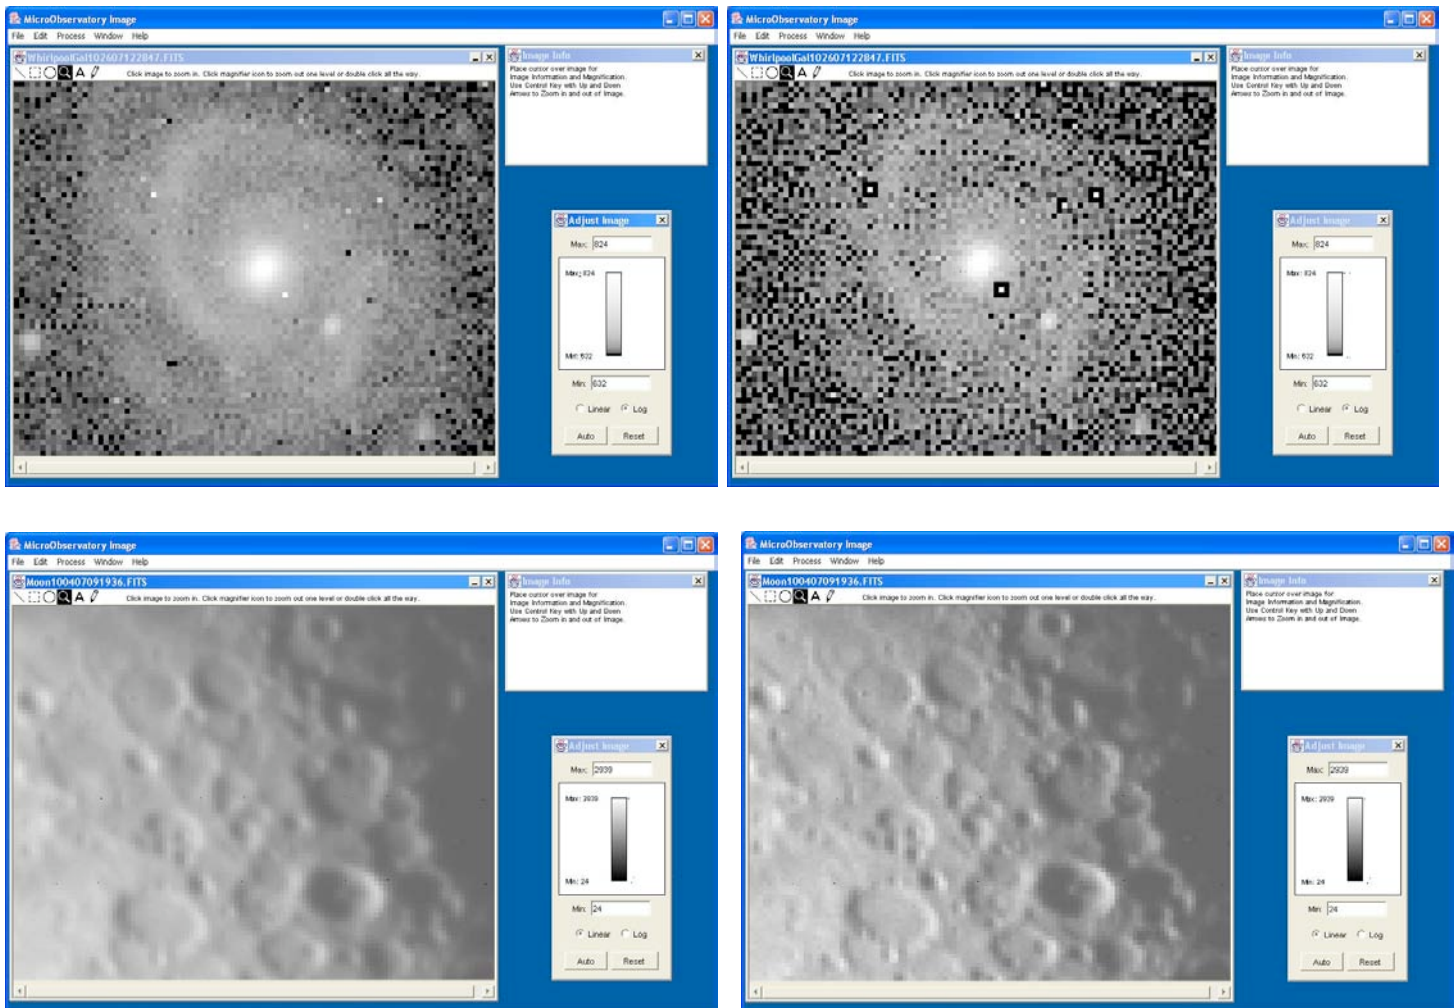 MicroObservatory Image
File Edit Process Window Help
WhirlpoolGal102607122847.FITS
A Click image to zoom in. Click magnifier icon to zoom out one level or double click all the way.
Image Info
Place cursor over image for
Image Information and Magnification.
Use Control Key with Up and Down
Arrows to Zoom in and out of Image.
Adjust Image
Max: 824
Max: 824
Min: 632
Min: 632
Linear Log
Auto Reset
MicroObservatory Image
File Edit Process Window Help
WhirlpoolGal102607122847.FITS
A Click image to zoom in. Click magnifier icon to zoom out one level or double click all the way.
Image Info
Place cursor over image for
Image Information and Magnification.
Use Control Key with Up and Down
Arrows to Zoom in and out of Image.
Adjust Image
Max: 824
Max: 824
Min: 632
Min: 632
Linear Log
Auto Reset
MicroObservatory Image
File Edit Process Window Help
Moon100407091936.FITS
A Click image to zoom in. Click magnifier icon to zoom out one level or double click all the way.
Image Info
Place cursor over image for
Image Information and Magnification.
Use Control Key with Up and Down
Arrows to Zoom in and out of Image.
Adjust Image
Max: 2939
Max: 2939
Min: 24
Min: 24
Linear Log
Auto Reset
MicroObservatory Image
File Edit Process Window Help
Moon100407091936.FITS
A Click image to zoom in. Click magnifier icon to zoom out one level or double click all the way.
Image Info
Place cursor over image for
Image Information and Magnification.
Use Control Key with Up and Down
Arrows to Zoom in and out of Image.
Adjust Image
Max: 2939
Max: 2939
Min: 24
Min: 24
Linear Log
Auto Reset